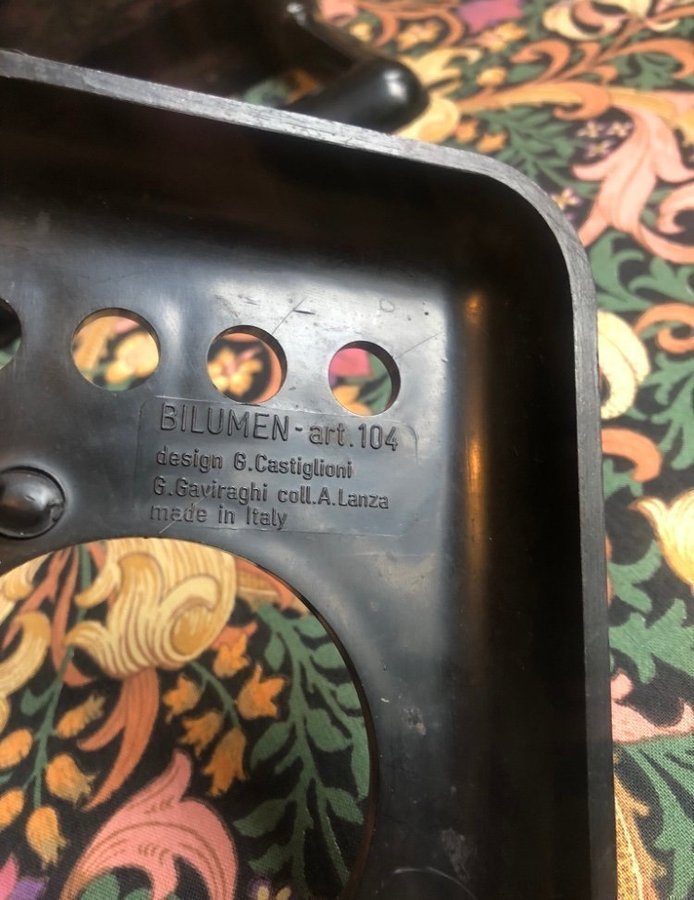 BILUMEN - art.104
design G.Castiglioni
G.Gaviraghi coll.A.Lanza
made in Italy